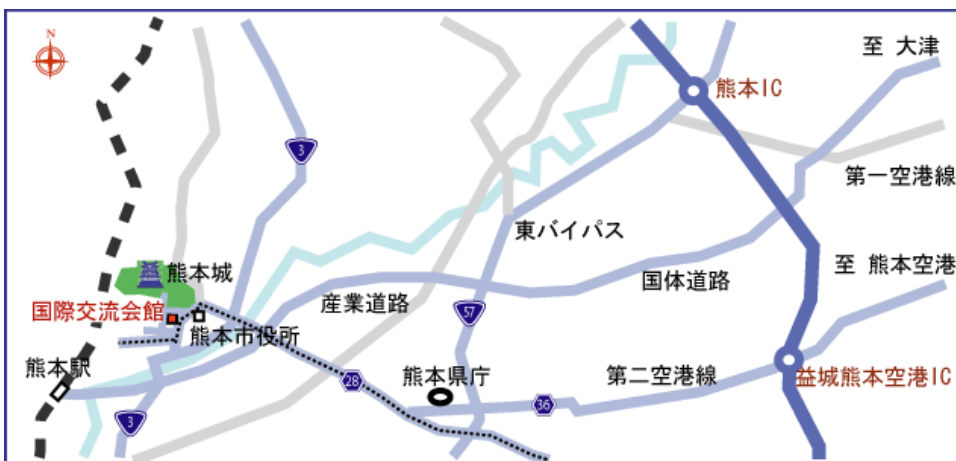 N
至 大津
熊本IC
3
第一空港線
東バイパス
至 熊本空港
熊本城
国体道路
産業道路
国際交流会館
57
熊本市役所
熊本駅
28
熊本県庁
第二空港線
益城熊本空港IC
36
3